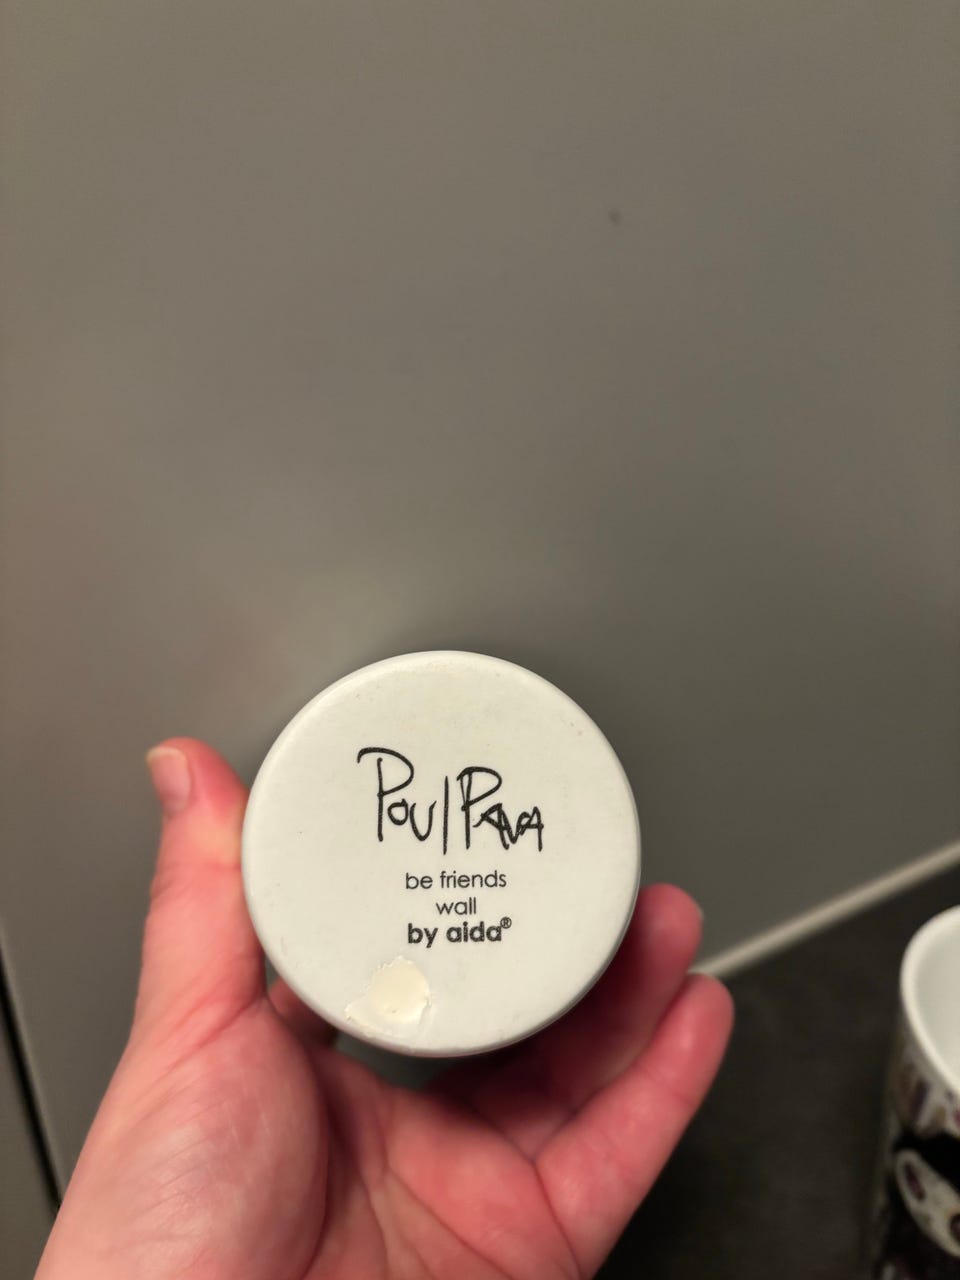 Poul Pava
be friends
wall
by aida®